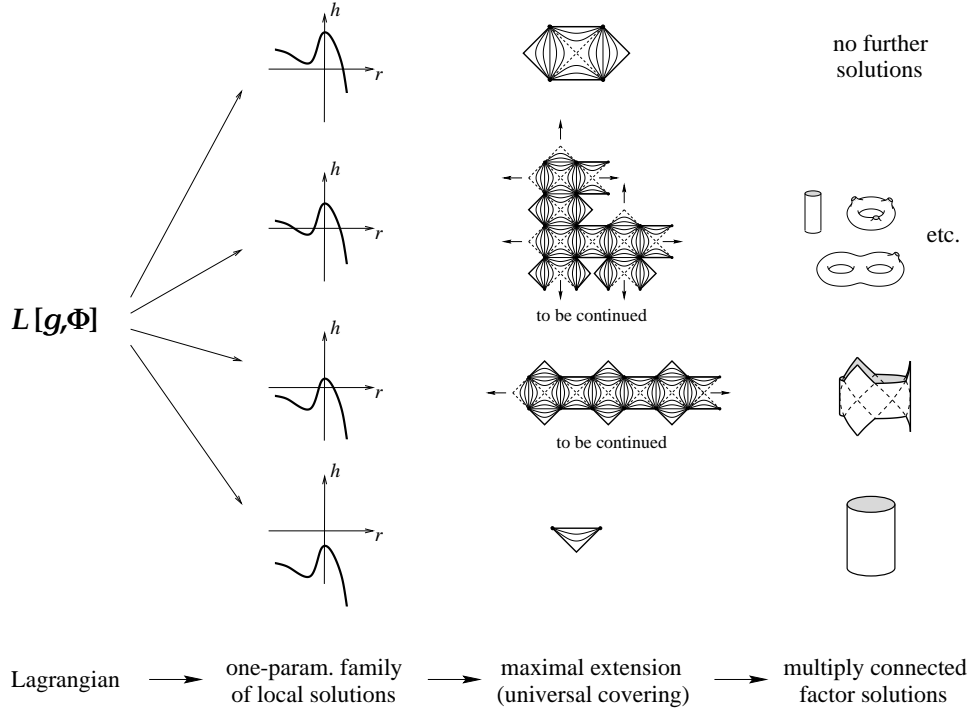 h
r
no further
solutions
h
r
etc.
to be continued
L [g,Φ]
h
r
to be continued
h
r
Lagrangian
one-param. family
of local solutions
maximal extension
(universal covering)
multiply connected
factor solutions